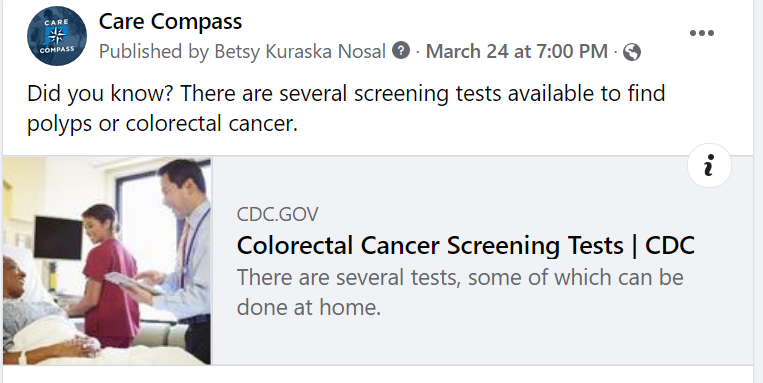 CARE
COMPASS
Care Compass
Published by Betsy Kuraska Nosal ? · March 24 at 7:00 PM ·
Did you know? There are several screening tests available to find
polyps or colorectal cancer.
i
CDC.GOV
Colorectal Cancer Screening Tests | CDC
There are several tests, some of which can be
done at home.